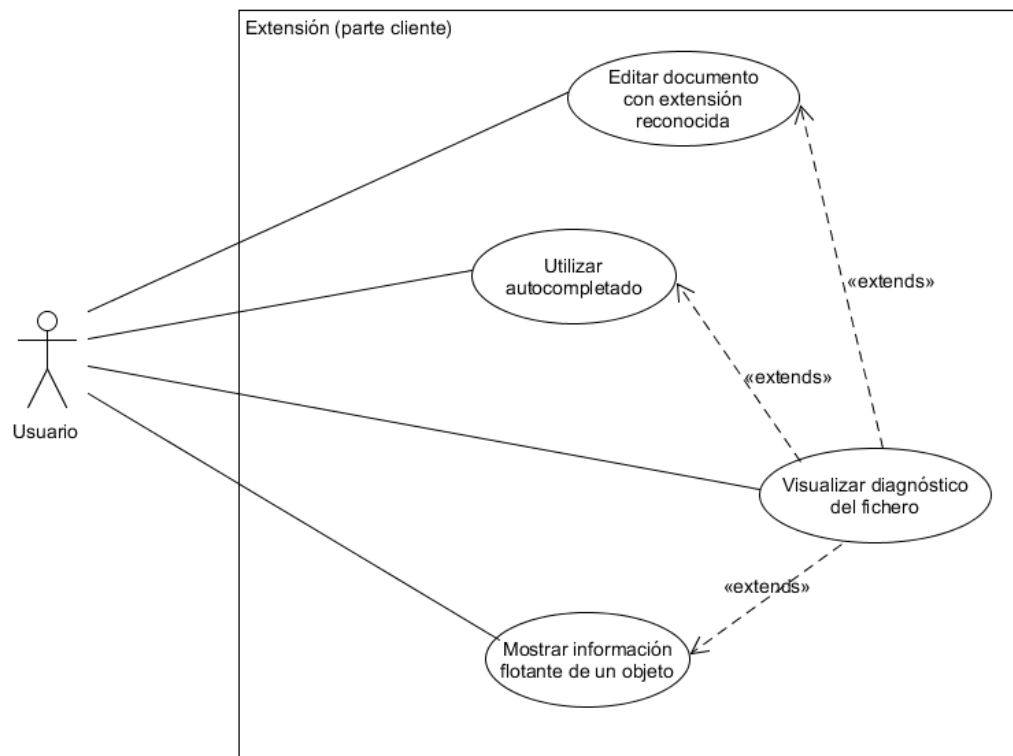 Extensión (parte cliente)
Editar documento
con extensión
reconocida
Utilizar
autocompletado
«extends»
«extends»
Usuario
Visualizar diagnóstico
del fichero
«extends»
Mostrar información
flotante de un objeto